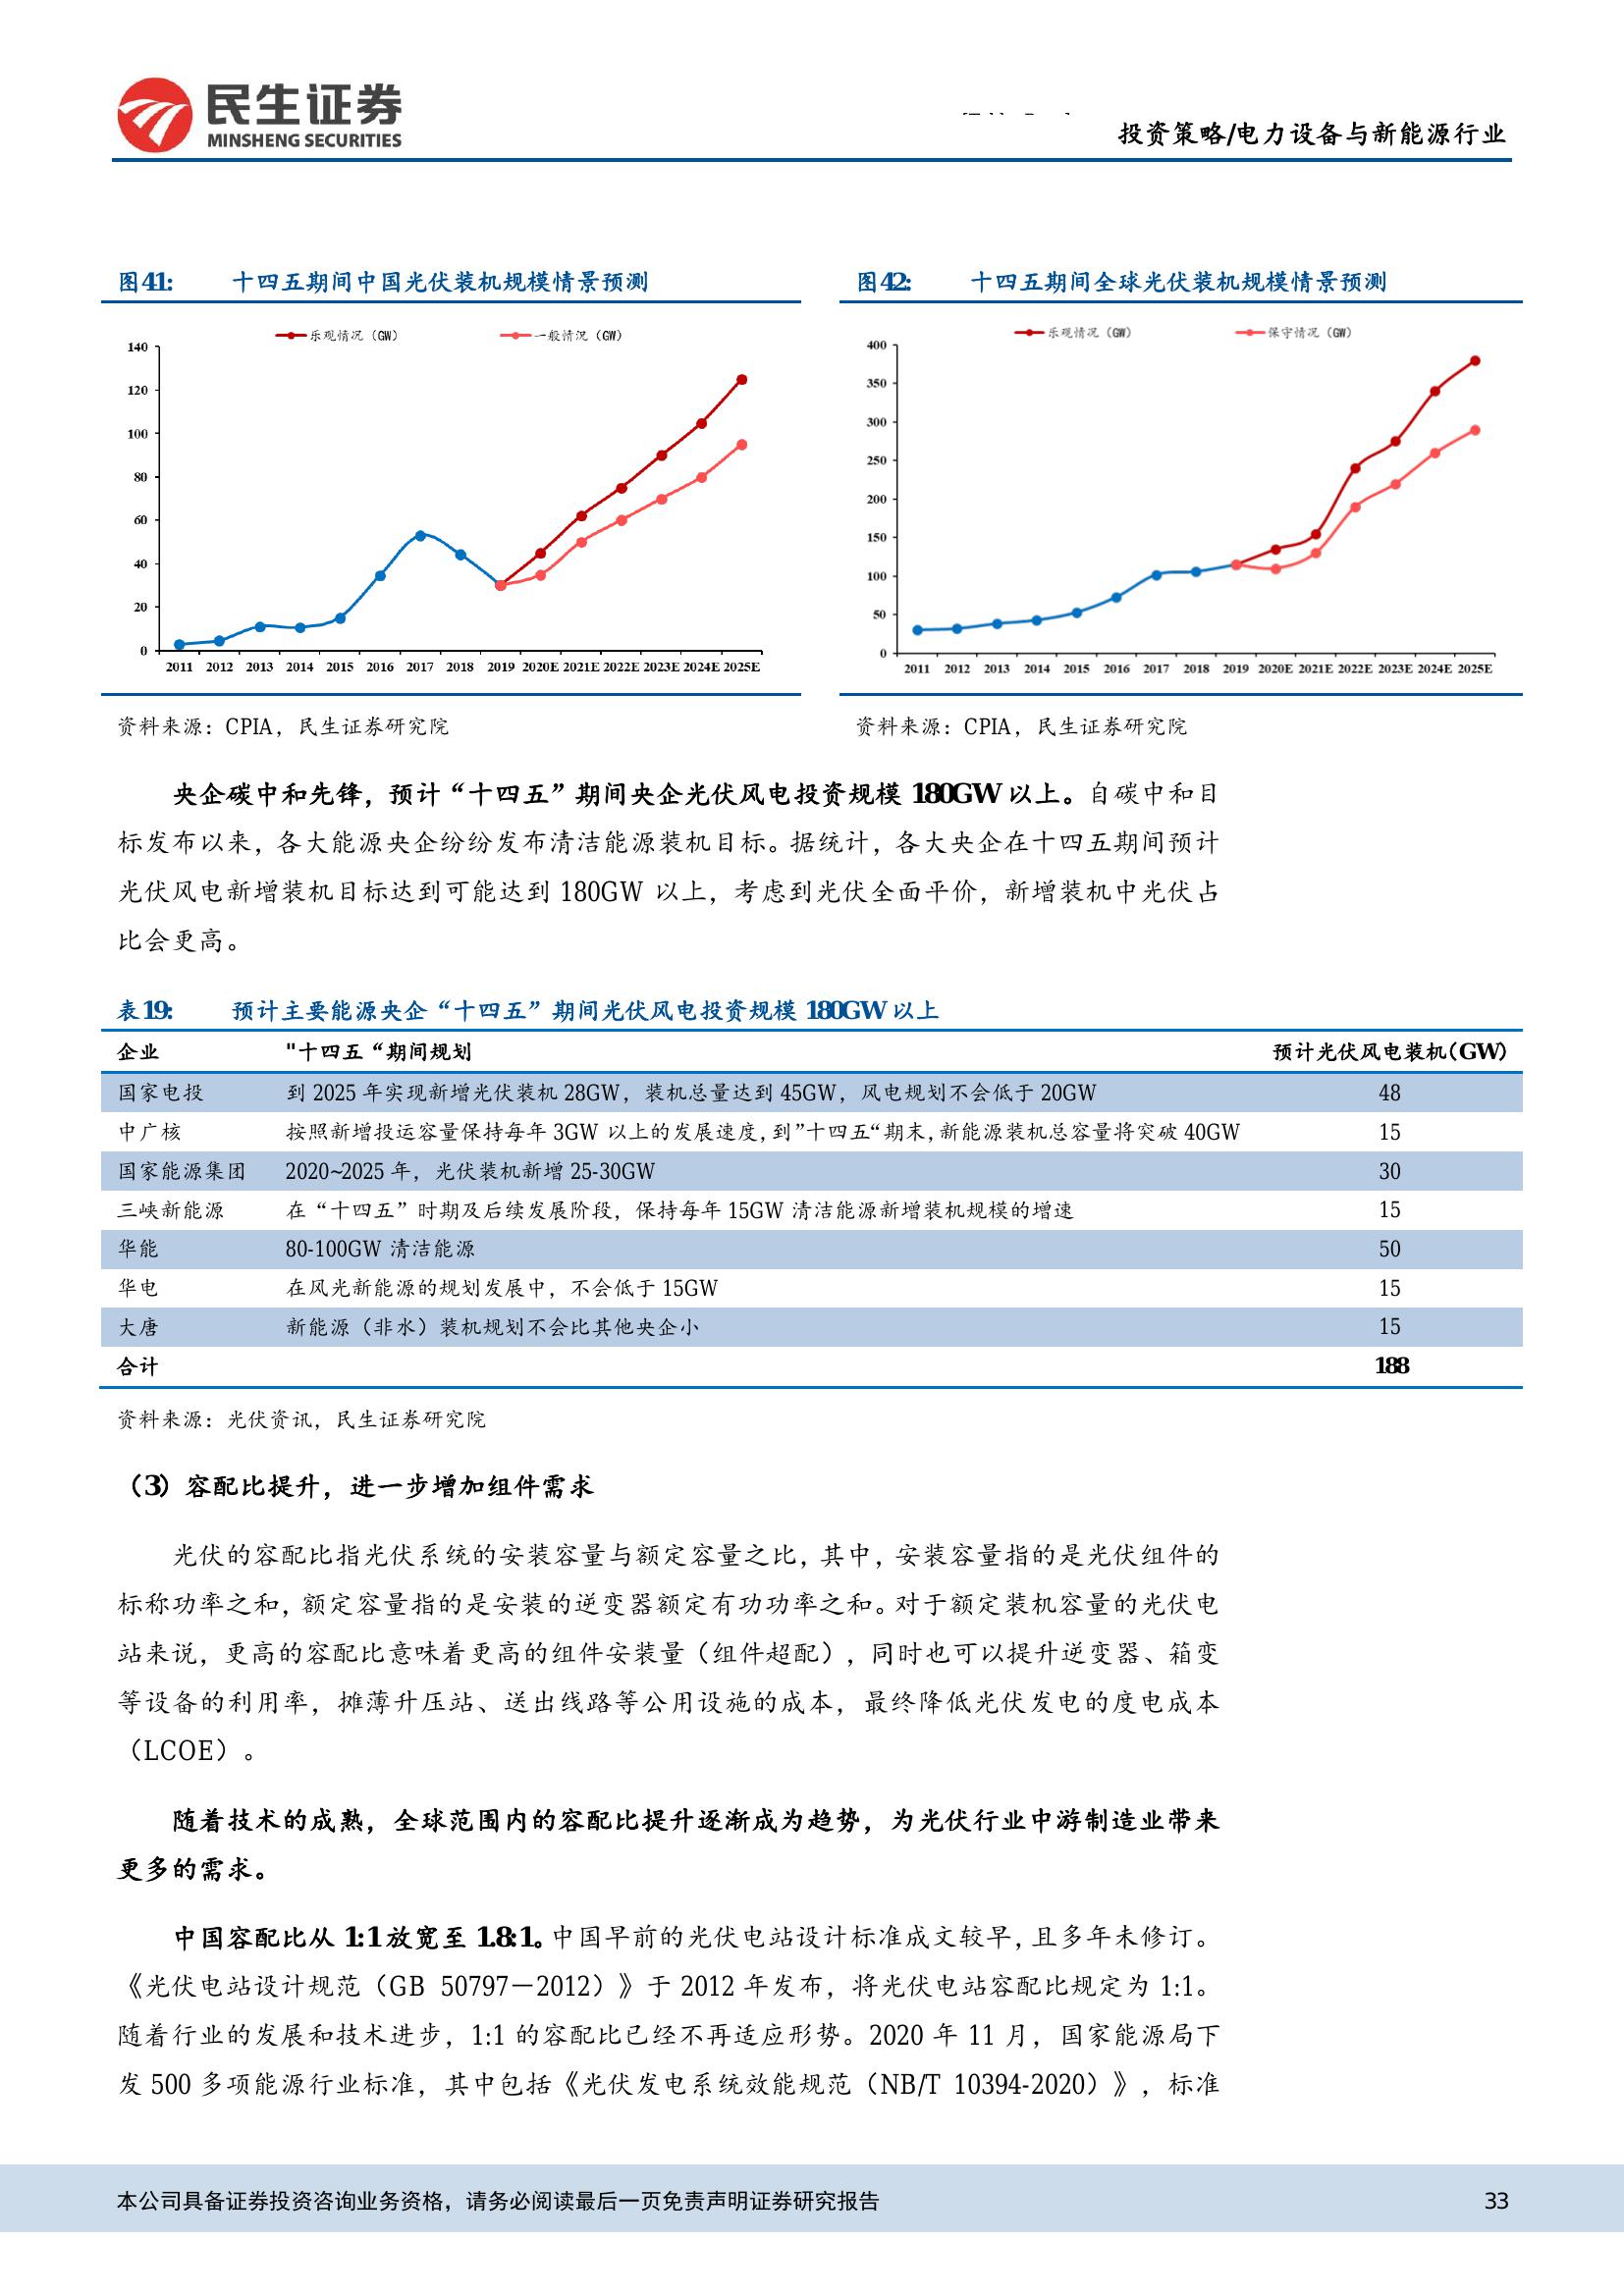 民生证券
MINSHENG SECURITIES
投资策略/电力设备与新能源行业
图41: 十四五期间中国光伏装机规模情景预测
乐观情况（GW） 一般情况（GW）
140
120
100
80
60
40
20
0
2011 2012 2013 2014 2015 2016 2017 2018 2019 2020E 2021E 2022E 2023E 2024E 2025E
资料来源：CPIA，民生证券研究院
图42: 十四五期间全球光伏装机规模情景预测
乐观情况（GW） 保守情况（GW）
400
350
300
250
200
150
100
50
0
2011 2012 2013 2014 2015 2016 2017 2018 2019 2020E 2021E 2022E 2023E 2024E 2025E
资料来源：CPIA，民生证券研究院
央企碳中和先锋，预计“十四五”期间央企光伏风电投资规模 180GW 以上。自碳中和目
标发布以来，各大能源央企纷纷发布清洁能源装机目标。据统计，各大央企在十四五期间预计
光伏风电新增装机目标达到可能达到 180GW 以上，考虑到光伏全面平价，新增装机中光伏占
比会更高。
表19: 预计主要能源央企“十四五”期间光伏风电投资规模 180GW 以上
企业 "十四五“期间规划 预计光伏风电装机（GW）
国家电投 到 2025 年实现新增光伏装机 28GW，装机总量达到 45GW，风电规划不会低于 20GW 48
中广核 按照新增投运容量保持每年 3GW 以上的发展速度，到”十四五“期末，新能源装机总容量将突破 40GW 15
国家能源集团 2020~2025 年，光伏装机新增 25-30GW 30
三峡新能源 在“十四五”时期及后续发展阶段，保持每年 15GW 清洁能源新增装机规模的增速 15
华能 80-100GW 清洁能源 50
华电 在风光新能源的规划发展中，不会低于 15GW 15
大唐 新能源（非水）装机规划不会比其他央企小 15
合计 188
资料来源：光伏资讯，民生证券研究院
（3）容配比提升，进一步增加组件需求
光伏的容配比指光伏系统的安装容量与额定容量之比，其中，安装容量指的是光伏组件的
标称功率之和，额定容量指的是安装的逆变器额定有功功率之和。对于额定装机容量的光伏电
站来说，更高的容配比意味着更高的组件安装量（组件超配），同时也可以提升逆变器、箱变
等设备的利用率，摊薄升压站、送出线路等公用设施的成本，最终降低光伏发电的度电成本
（LCOE）。
随着技术的成熟，全球范围内的容配比提升逐渐成为趋势，为光伏行业中游制造业带来
更多的需求。
中国容配比从 1:1 放宽至 1.8:1。中国早前的光伏电站设计标准成文较早，且多年未修订。
《光伏电站设计规范（GB 50797－2012）》于 2012 年发布，将光伏电站容配比规定为 1:1。
随着行业的发展和技术进步，1:1 的容配比已经不再适应形势。2020 年 11 月，国家能源局下
发 500 多项能源行业标准，其中包括《光伏发电系统效能规范（NB/T 10394-2020）》，标准
本公司具备证券投资咨询业务资格，请务必阅读最后一页免责声明证券研究报告 33